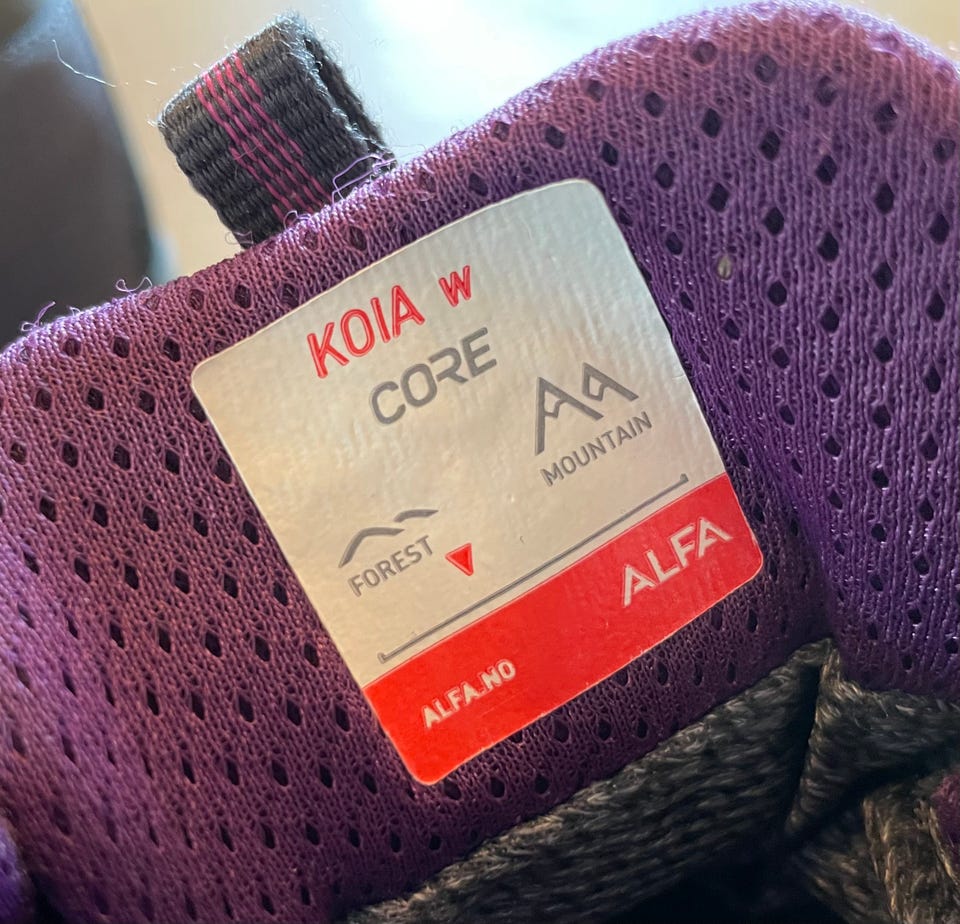 KOIA W
CORE
MOUNTAIN
FOREST
ALFA
ALFA.NO